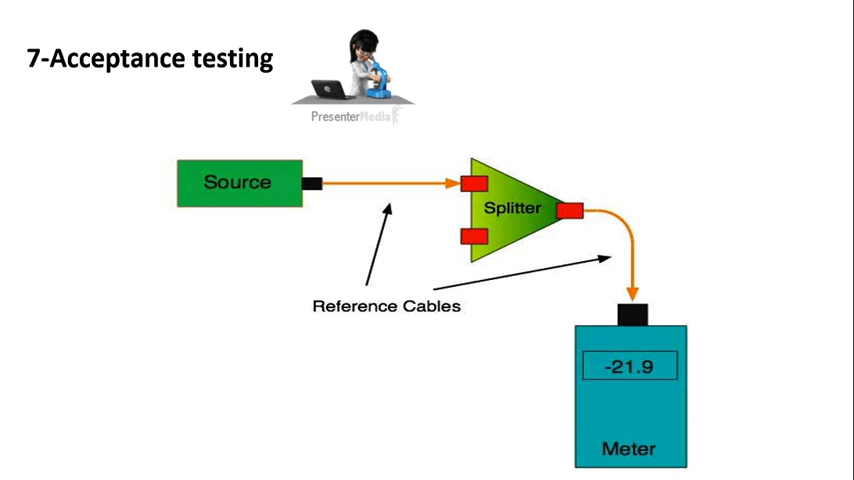 7-Acceptance testing
PresenterMedia
Source
Splitter
Reference Cables
-21.9
Meter